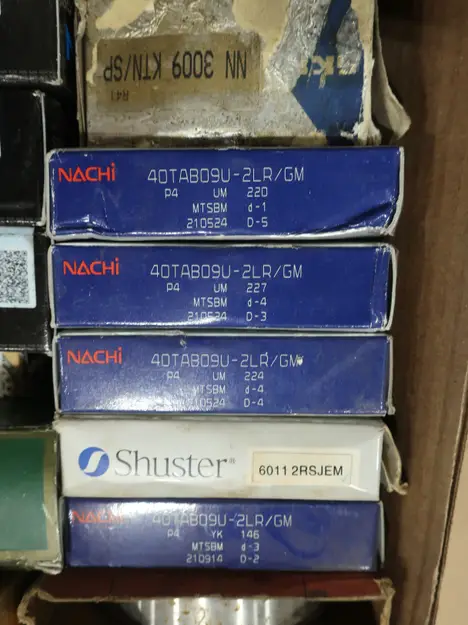 NN 3009 KTN/SP
R41
NACHi 40TAB09U-2LR/GM
P4 UM 220
MTSBM d-1
210524 D-5
NACHi 40TAB09U-2LR/GM
P4 UM 227
MTSBM d-4
210524 D-3
NACHi 40TAB09U-2LR/GM
P4 UM 224
MTSBM d-4
210524 D-4
Shuster® 6011 2RSJEM
NACHi 40TAB09U-2LR/GM
P4 YK 146
MTSBM d-3
210914 D-2